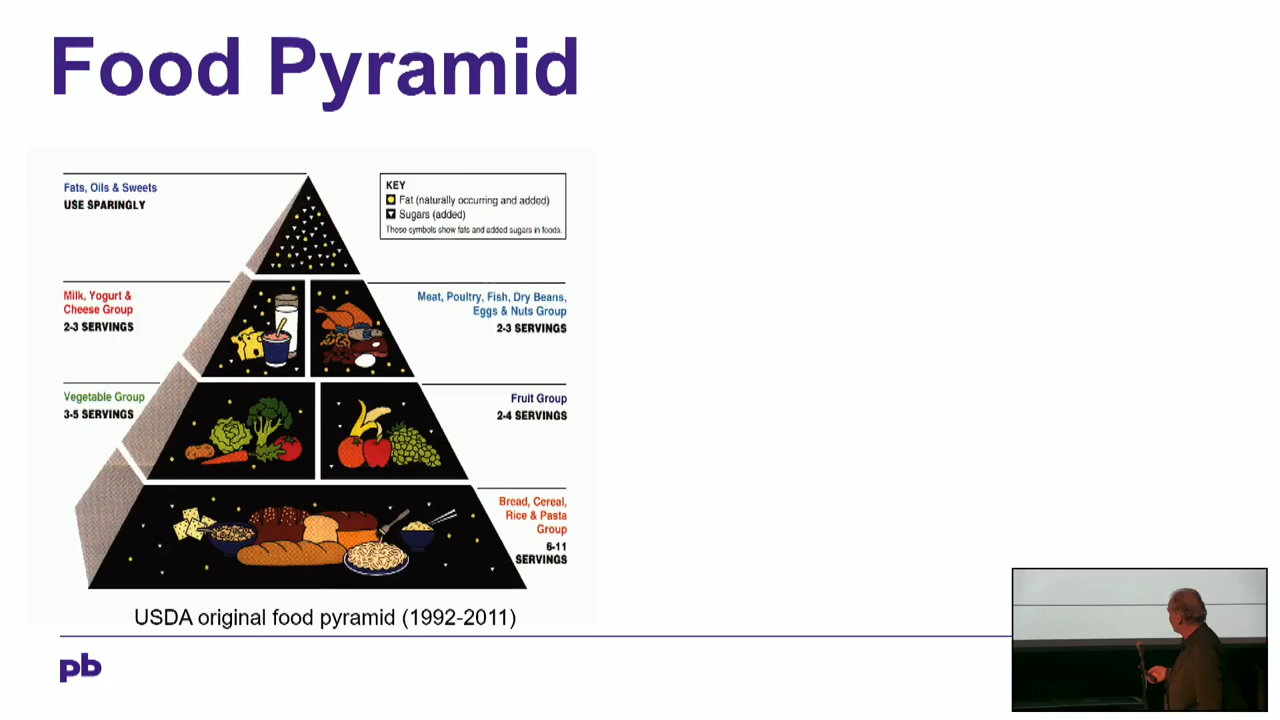 Food Pyramid
Fats, Oils & Sweets
USE SPARINGLY
KEY
Fat (naturally occurring and added)
Sugars (added)
These symbols show fats and added sugars in foods.
Milk, Yogurt &
Cheese Group
2-3 SERVINGS
Meat, Poultry, Fish, Dry Beans,
Eggs & Nuts Group
2-3 SERVINGS
Vegetable Group
3-5 SERVINGS
Fruit Group
2-4 SERVINGS
Bread, Cereal,
Rice & Pasta
Group
6-11
SERVINGS
USDA original food pyramid (1992-2011)
pb